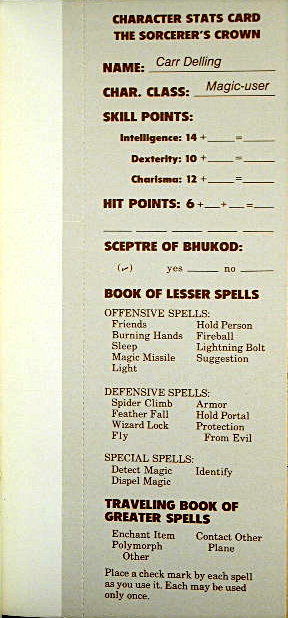 CHARACTER STATS CARD
THE SORCERER'S CROWN
NAME: Carr Delling
CHAR. CLASS: Magic-user
SKILL POINTS:
Intelligence: 14 +____=____
Dexterity: 10 +____=____
Charisma: 12 +____=____
HIT POINTS: 6 +__+__=____
SCEPTRE OF BHUKOD:
(✓) yes ____ no ____
BOOK OF LESSER SPELLS
OFFENSIVE SPELLS:
Friends
Burning Hands
Sleep
Magic Missile
Light
Hold Person
Fireball
Lightning Bolt
Suggestion
DEFENSIVE SPELLS:
Spider Climb
Feather Fall
Wizard Lock
Fly
Armor
Hold Portal
Protection
From Evil
SPECIAL SPELLS:
Detect Magic
Dispel Magic
Identify
TRAVELING BOOK OF
GREATER SPELLS
Enchant Item
Polymorph
Other
Contact Other
Plane
Place a check mark by each spell
as you use it. Each may be used
only once.